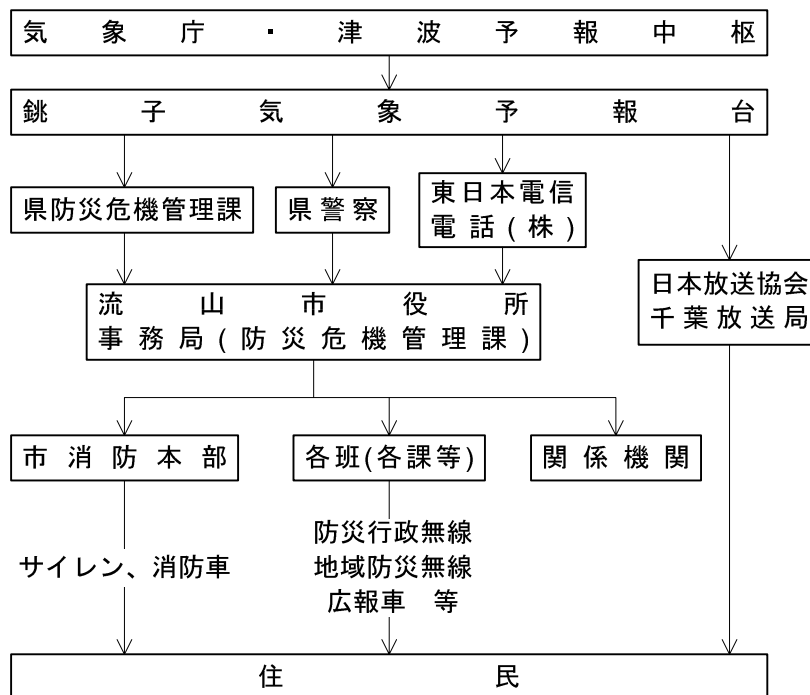 気象庁・津波予報中枢
銚子気象予報台
県防災危機管理課
県警察
東日本電信
電話(株)
日本放送協会
千葉放送局
流山市役所
事務局(防災危機管理課)
市消防本部
各班(各課等)
関係機関
サイレン、消防車
防災行政無線
地域防災無線
広報車 等
住民